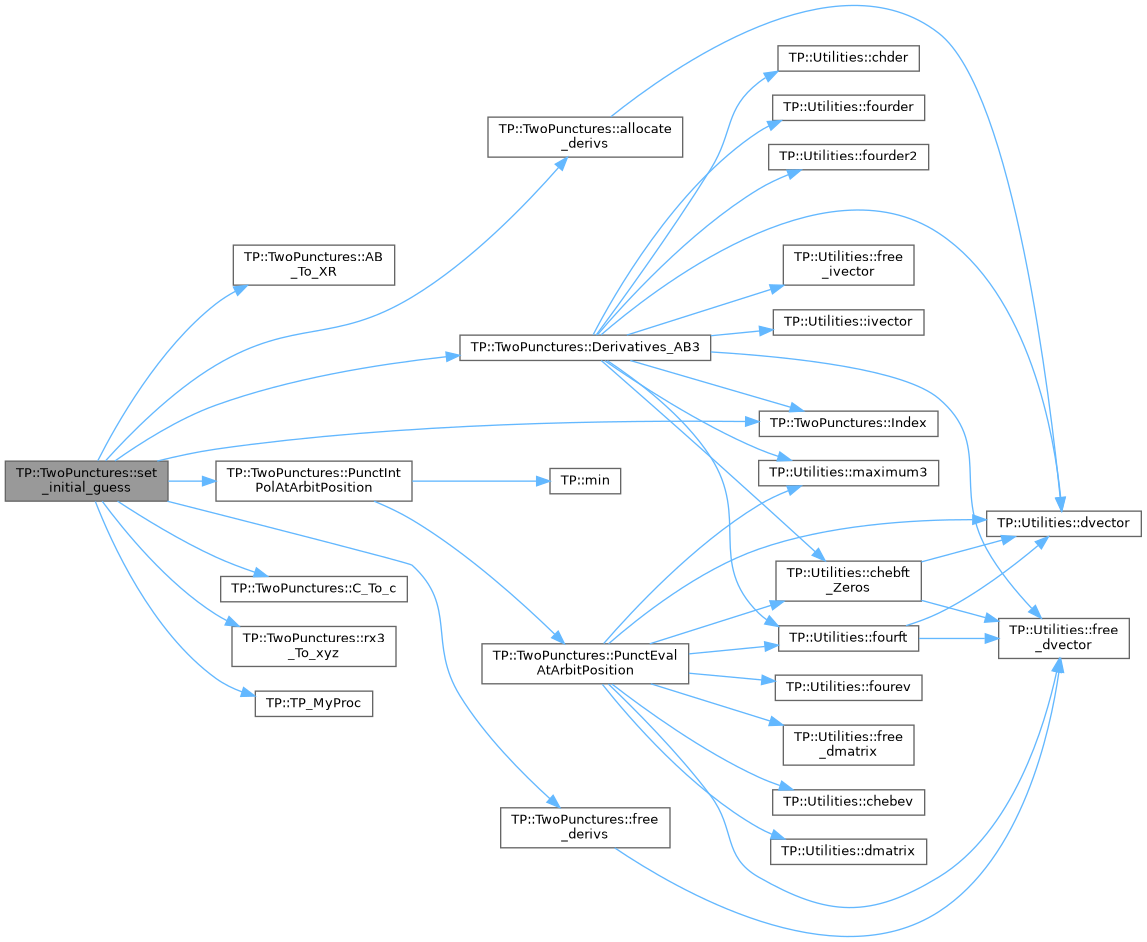 TP::Utilities::chder
TP::Utilities::fourder
TP::TwoPunctures::allocate
_derivs
TP::Utilities::fourder2
TP::TwoPunctures::AB
_To_XR
TP::Utilities::free
_ivector
TP::Utilities::ivector
TP::TwoPunctures::Derivatives_AB3
TP::TwoPunctures::Index
TP::TwoPunctures::set
_initial_guess
TP::TwoPunctures::PunctInt
PolAtArbitPosition
TP::min
TP::Utilities::maximum3
TP::Utilities::dvector
TP::TwoPunctures::C_To_c
TP::Utilities::chebft
_Zeros
TP::TwoPunctures::rx3
_To_xyz
TP::Utilities::fourft
TP::Utilities::free
_dvector
TP::TwoPunctures::PunctEval
AtArbitPosition
TP::Utilities::fourev
TP::TP_MyProc
TP::Utilities::free
_dmatrix
TP::Utilities::chebev
TP::TwoPunctures::free
_derivs
TP::Utilities::dmatrix